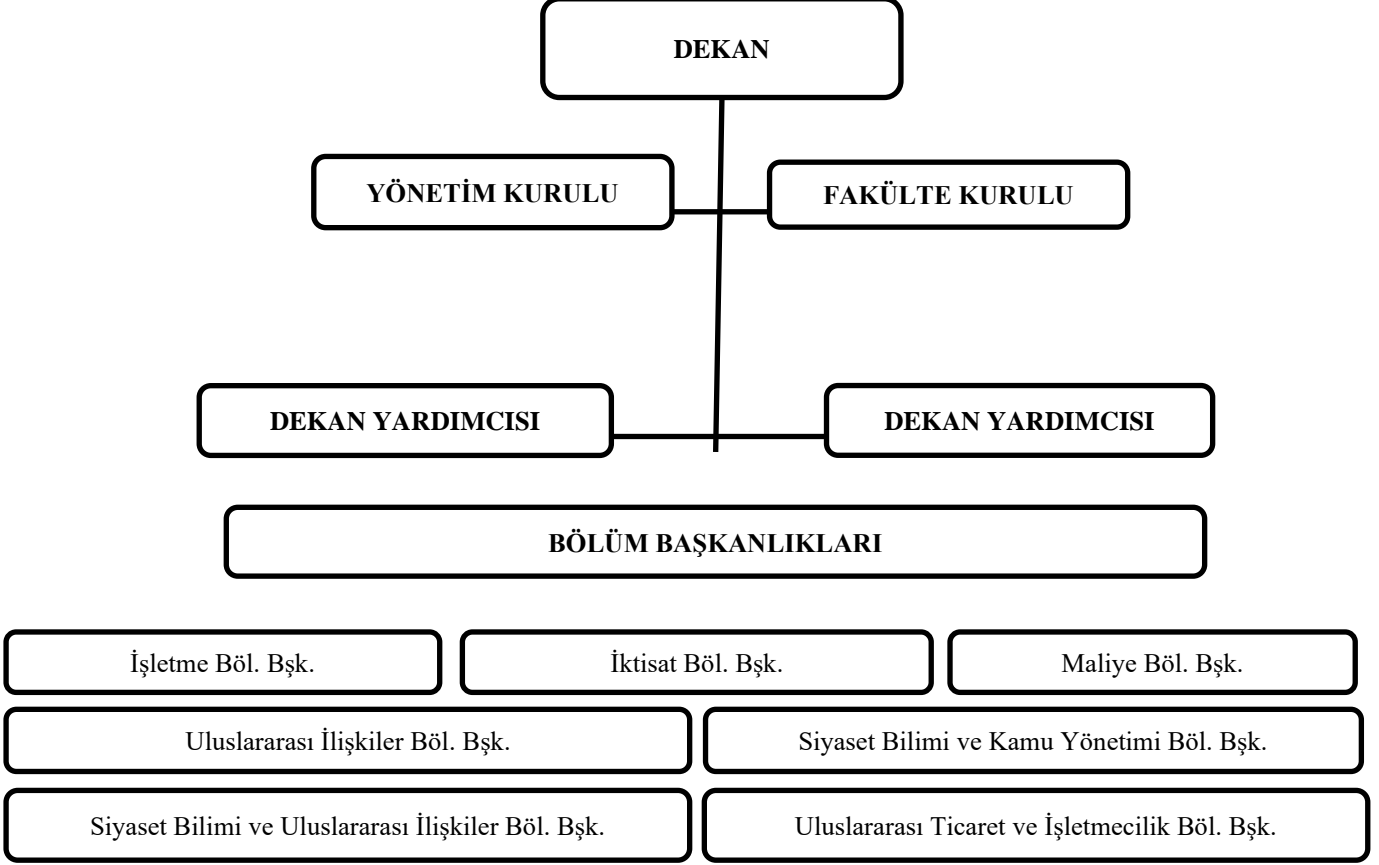 DEKAN
YÖNETİM KURULU
FAKÜLTE KURULU
DEKAN YARDIMCISI
DEKAN YARDIMCISI
BÖLÜM BAŞKANLIKLARI
İşletme Böl. Bşk.
İktisat Böl. Bşk.
Maliye Böl. Bşk.
Uluslararası İlişkiler Böl. Bşk.
Siyaset Bilimi ve Kamu Yönetimi Böl. Bşk.
Siyaset Bilimi ve Uluslararası İlişkiler Böl. Bşk.
Uluslararası Ticaret ve İşletmecilik Böl. Bşk.